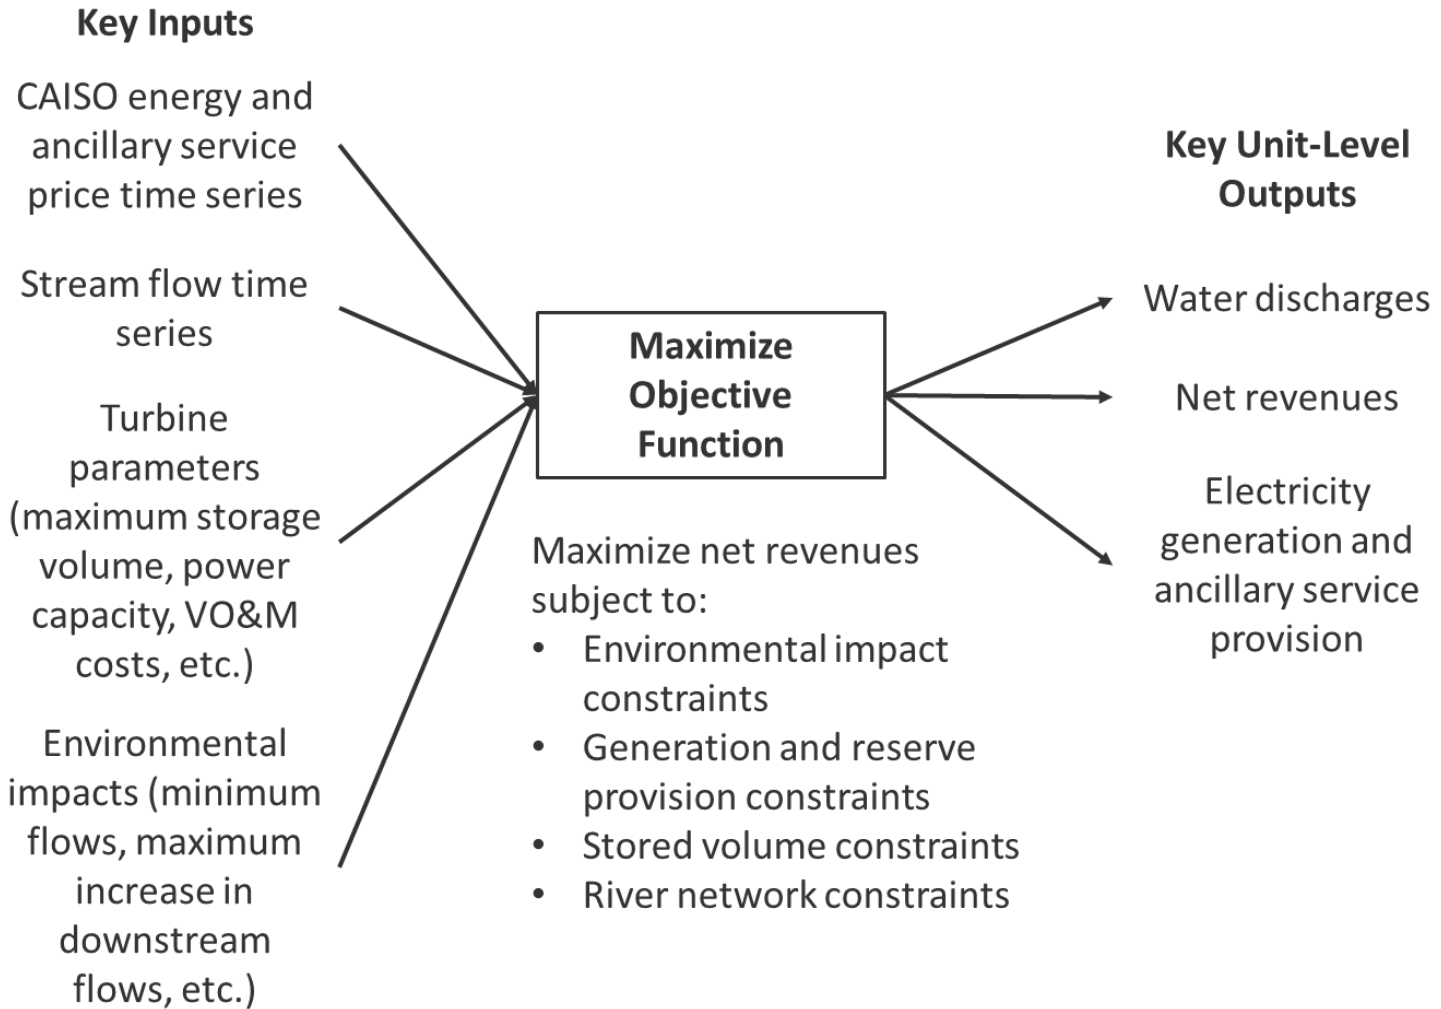 Key Inputs
CAISO energy and
ancillary service
price time series
Stream flow time
series
Turbine
parameters
(maximum storage
volume, power
capacity, VO&M
costs, etc.)
Environmental
impacts (minimum
flows, maximum
increase in
downstream
flows, etc.)
Maximize
Objective
Function
Maximize net revenues
subject to:
• Environmental impact
constraints
• Generation and reserve
provision constraints
• Stored volume constraints
• River network constraints
Key Unit-Level
Outputs
Water discharges
Net revenues
Electricity
generation and
ancillary service
provision